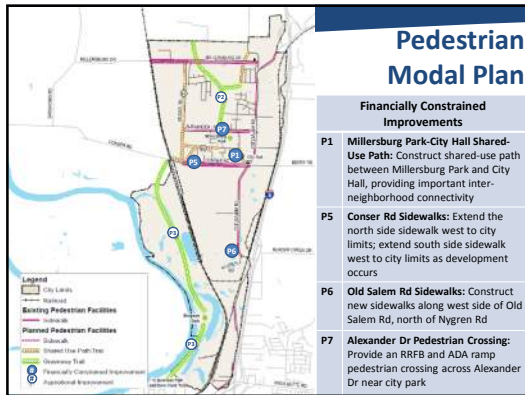 Pedestrian
Modal Plan
Financially Constrained
Improvements
P1 Millersburg Park-City Hall Shared-
Use Path: Construct shared-use path
between Millersburg Park and City
Hall, providing important inter-
neighborhood connectivity
P5 Conser Rd Sidewalks: Extend the
north side sidewalk west to city
limits; extend south side sidewalk
west to city limits as development
occurs
P6 Old Salem Rd Sidewalks: Construct
new sidewalks along west side of Old
Salem Rd, north of Nygren Rd
P7 Alexander Dr Pedestrian Crossing:
Provide an RRFB and ADA ramp
pedestrian crossing across Alexander
Dr near city park
P2
P7
P1
P5
P3
P6
P3
Legend
City Limits
Railroad
Existing Pedestrian Facilities
Sidewalk
Planned Pedestrian Facilities
Sidewalk
Shared Use Path/Trail
Greenway Trail
Financially Constrained Improvement
Aspirational Improvement